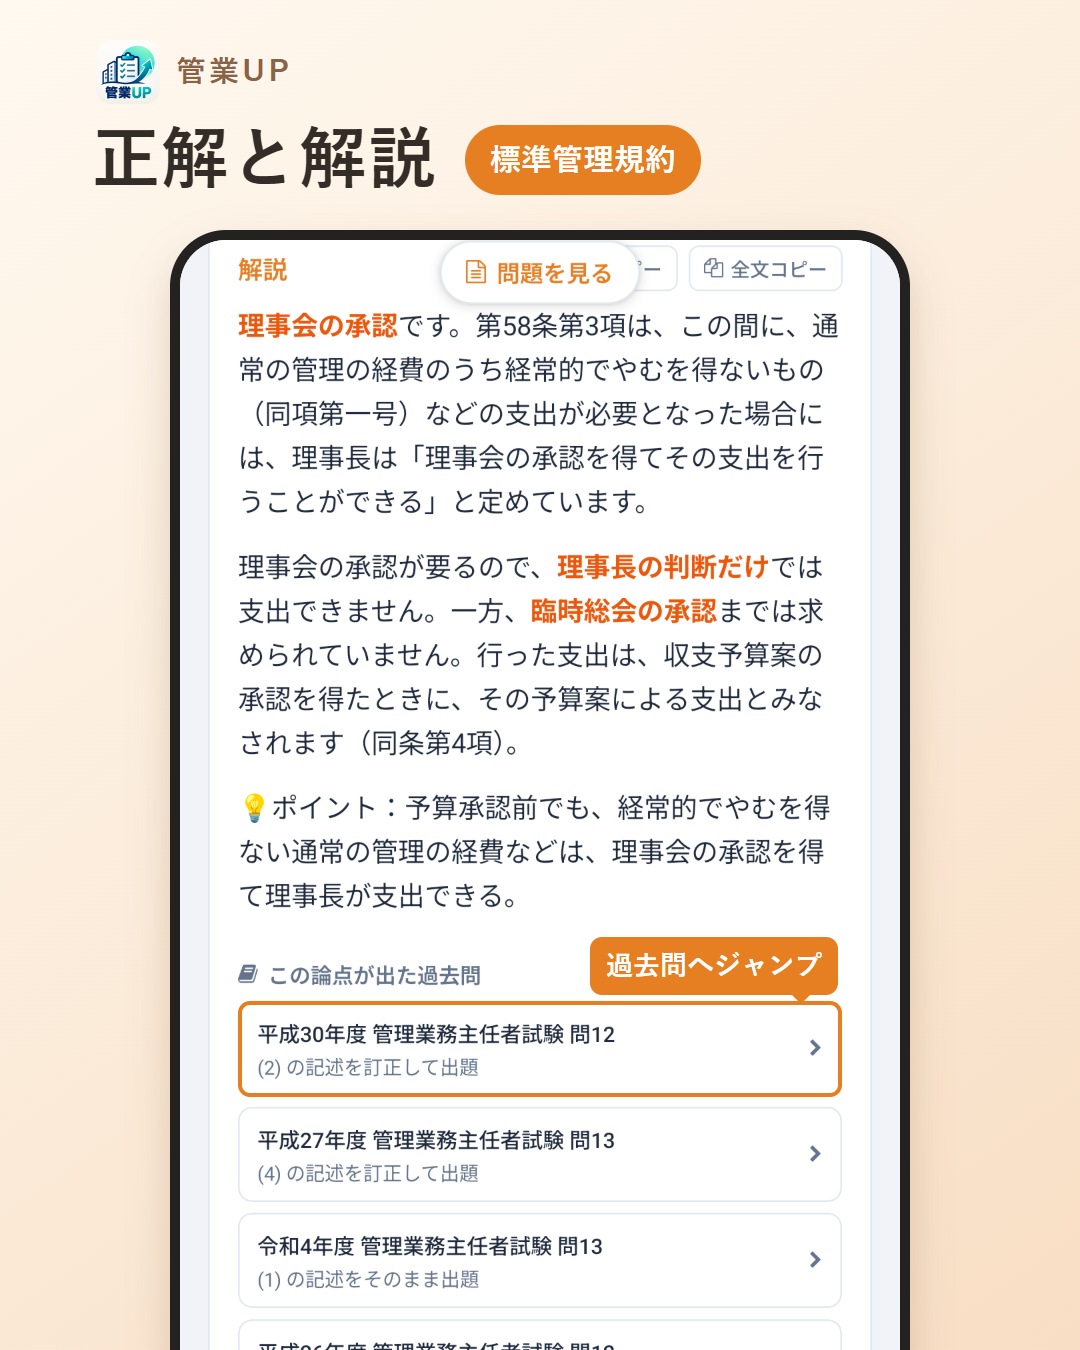 管業UP
管業UP
正解と解説
標準管理規約
解説
問題を見る
ピー
全文コピー
理事会の承認です。第58条第3項は、この間に、通
常の管理の経費のうち経常的でやむを得ないもの
（同項第一号）などの支出が必要となった場合に
は、理事長は「理事会の承認を得てその支出を行
うことができる」と定めています。
理事会の承認が要るので、理事長の判断だけでは
支出できません。一方、臨時総会の承認までは求
められていません。行った支出は、収支予算案の
承認を得たときに、その予算案による支出とみな
されます（同条第4項）。
💡ポイント：予算承認前でも、経常的でやむを得
ない通常の管理の経費などは、理事会の承認を得
て理事長が支出できる。
過去問へジャンプ
この論点が出た過去問
平成30年度 管理業務主任者試験 問12
(2) の記述を訂正して出題
平成27年度 管理業務主任者試験 問13
(4) の記述を訂正して出題
令和4年度 管理業務主任者試験 問13
(1) の記述をそのまま出題